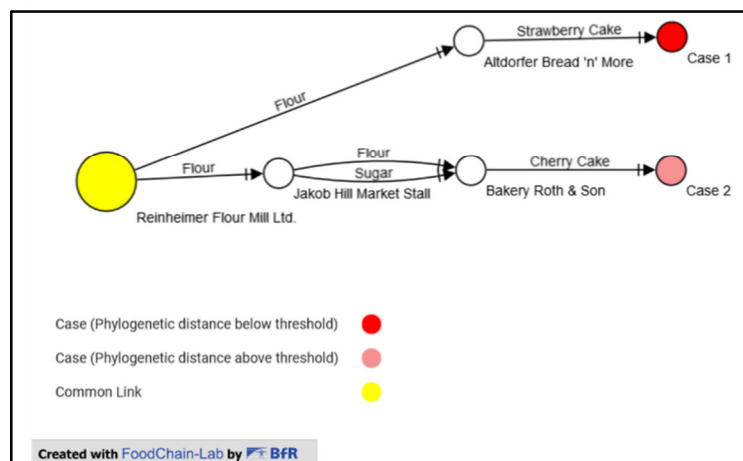 Strawberry Cake
Altdorfer Bread 'n' More
Case 1
Flour
Flour
Flour
Sugar
Cherry Cake
Reinheimer Flour Mill Ltd.
Jakob Hill Market Stall
Bakery Roth & Son
Case 2
Case (Phylogenetic distance below threshold)
Case (Phylogenetic distance above threshold)
Common Link
Created with FoodChain-Lab by BfR